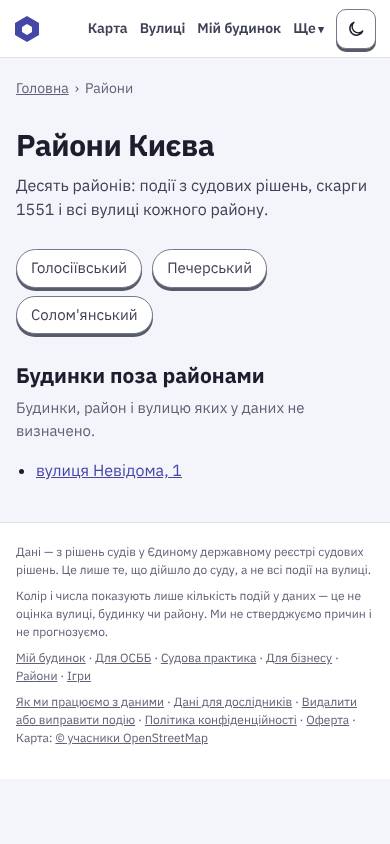 Карта Вулиці Мій будинок Ще ▾
Головна › Райони
Райони Києва
Десять районів: події з судових рішень, скарги
1551 і всі вулиці кожного району.
Голосіївський Печерський
Солом'янський
Будинки поза районами
Будинки, район і вулицю яких у даних не
визначено.
• вулиця Невідома, 1
Дані — з рішень судів у Єдиному державному реєстрі судових
рішень. Це лише те, що дійшло до суду, а не всі події на вулиці.
Колір і числа показують лише кількість подій у даних — це не
оцінка вулиці, будинку чи району. Ми не стверджуємо причин і
не прогнозуємо.
Мій будинок · Для ОСББ · Судова практика · Для бізнесу ·
Райони · Ігри
Як ми працюємо з даними · Дані для дослідників · Видалити
або виправити подію · Політика конфіденційності · Оферта ·
Карта: © учасники OpenStreetMap